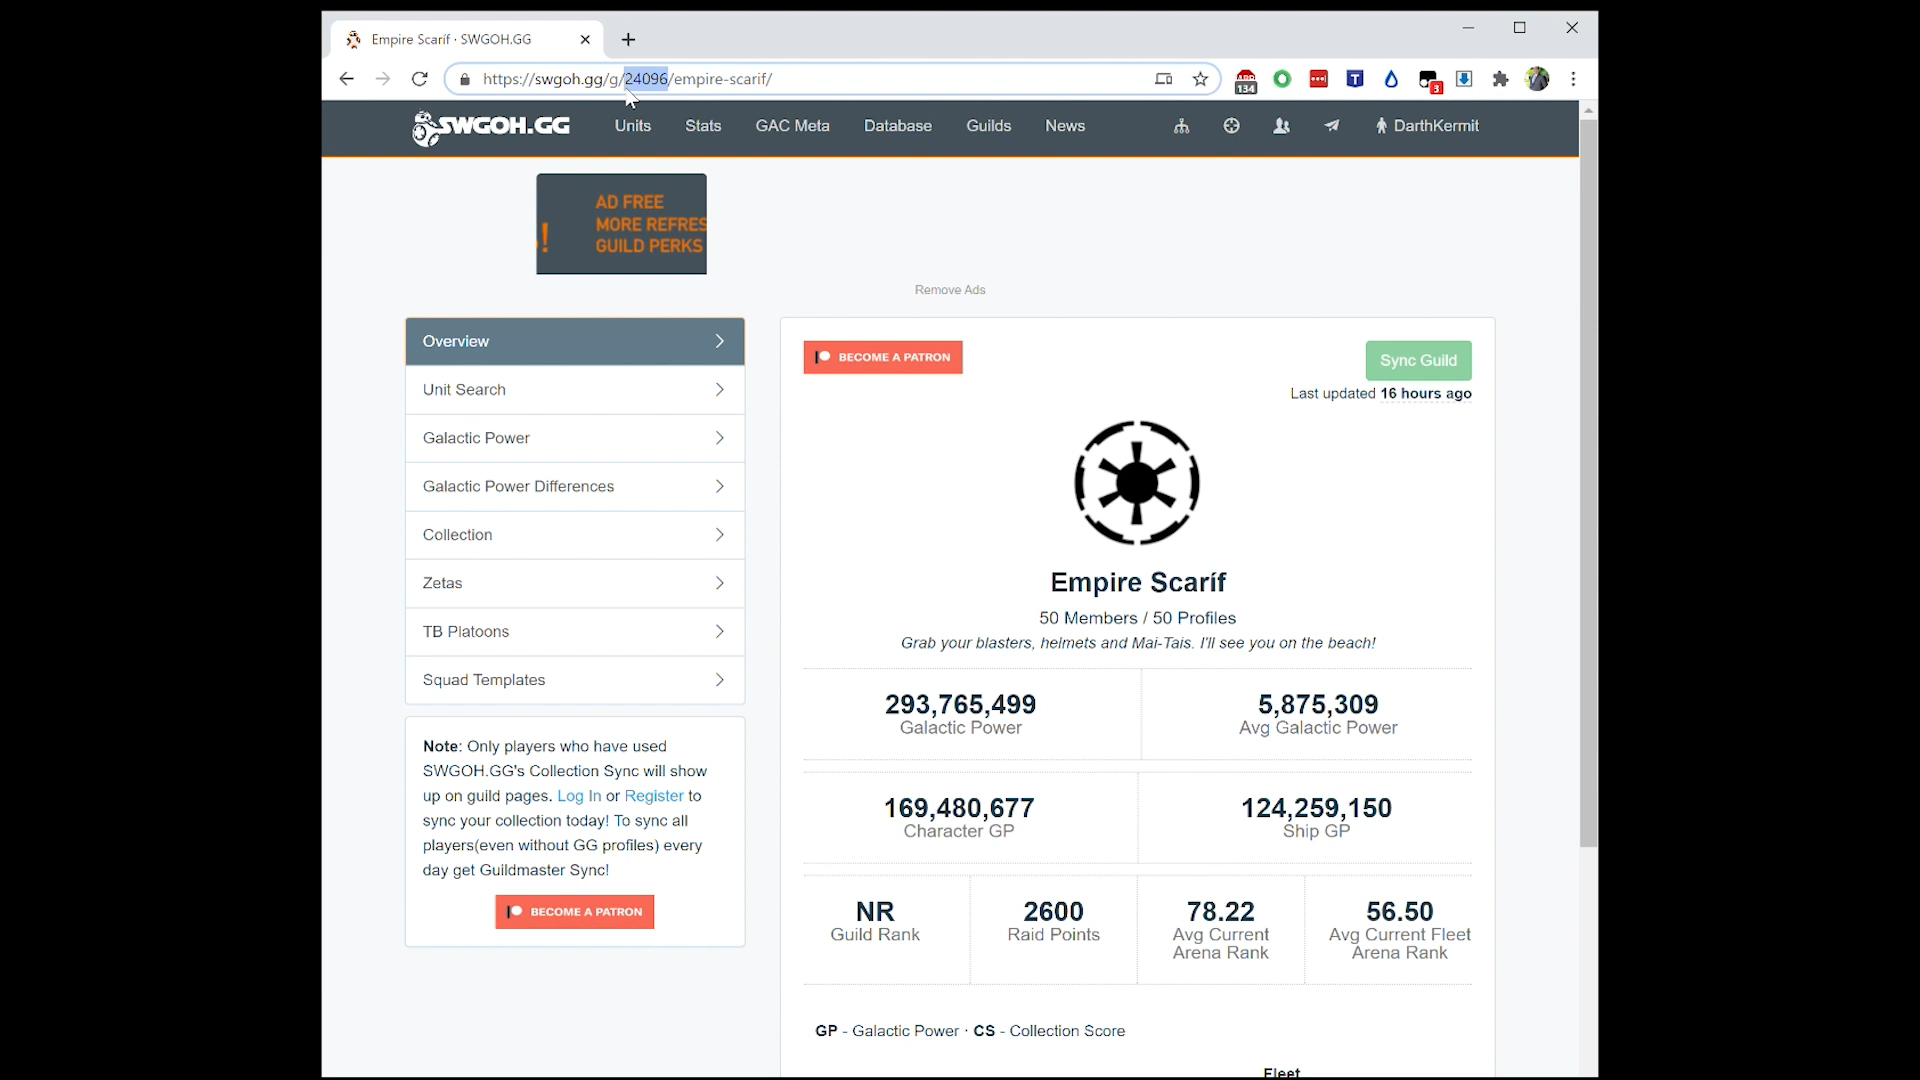 Empire Scaríf · SWGOH.GG
https://swgoh.gg/g/24096/empire-scarif/
134
T
3
SWGOH.GG
Units
Stats
GAC Meta
Database
Guilds
News
DarthKermit
!
AD FREE
MORE REFRES
GUILD PERKS
Remove Ads
Overview
Unit Search
Galactic Power
Galactic Power Differences
Collection
Zetas
TB Platoons
Squad Templates
Note: Only players who have used
SWGOH.GG's Collection Sync will show
up on guild pages. Log In or Register to
sync your collection today! To sync all
players(even without GG profiles) every
day get Guildmaster Sync!
BECOME A PATRON
BECOME A PATRON
Sync Guild
Last updated 16 hours ago
Empire Scaríf
50 Members / 50 Profiles
Grab your blasters, helmets and Mai-Tais. I'll see you on the beach!
293,765,499
Galactic Power
5,875,309
Avg Galactic Power
169,480,677
Character GP
124,259,150
Ship GP
NR
Guild Rank
2600
Raid Points
78.22
Avg Current
Arena Rank
56.50
Avg Current Fleet
Arena Rank
GP - Galactic Power · CS - Collection Score
Fleet